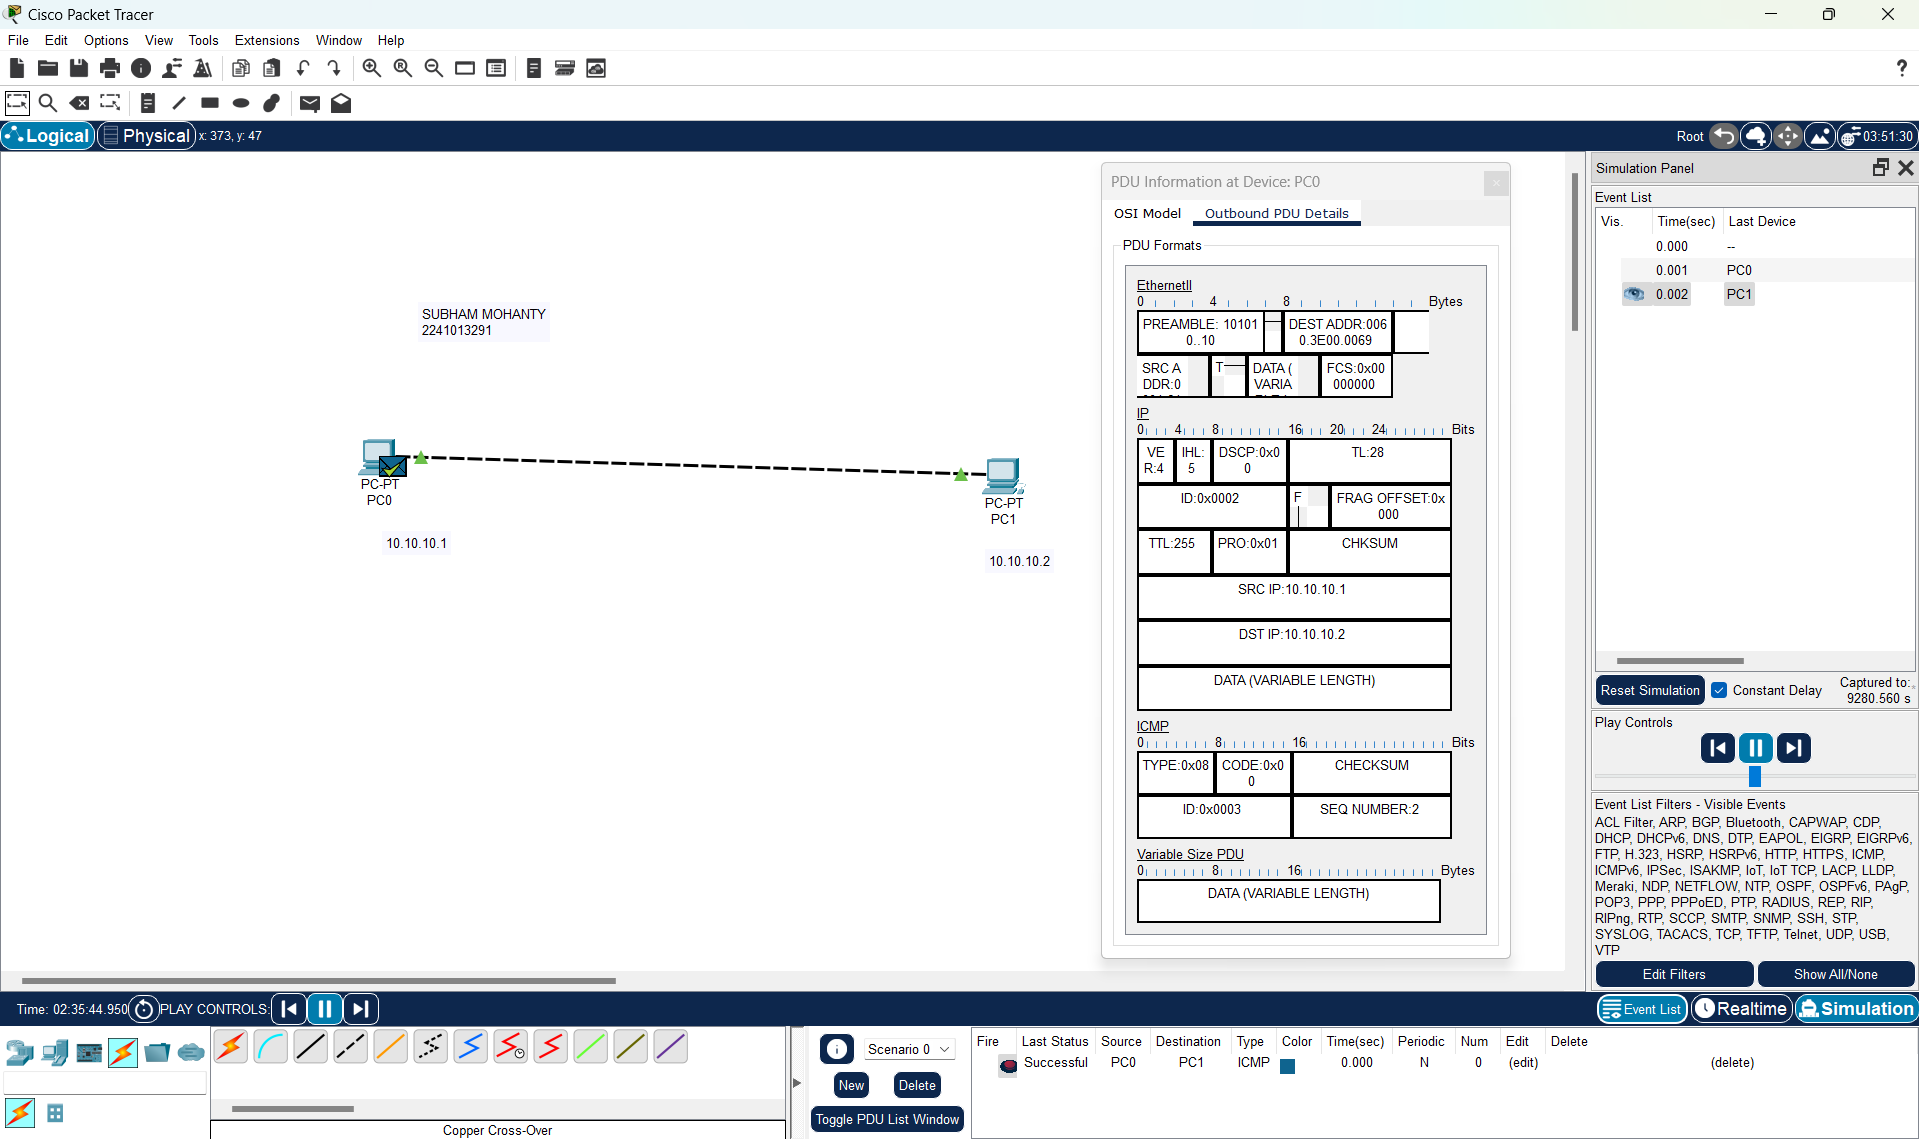 Cisco Packet Tracer
File Edit Options View Tools Extensions Window Help
?
Logical Physical x: 373, y: 47 Root 03:51:30
SUBHAM MOHANTY
2241013291
PC-PT
PC0
10.10.10.1
PC-PT
PC1
10.10.10.2
PDU Information at Device: PC0
OSI Model Outbound PDU Details
PDU Formats
EthernetII
0 4 8 Bytes
PREAMBLE: 10101 DEST ADDR:006
0..10 0.3E00.0069
SRC A T DATA ( FCS:0x00
DDR:0 VARIA 000000
IP
0 4 8 16 20 24 Bits
VE IHL: DSCP:0x0 TL:28
R:4 5 0
ID:0x0002 F FRAG OFFSET:0x
000
TTL:255 PRO:0x01 CHKSUM
SRC IP:10.10.10.1
DST IP:10.10.10.2
DATA (VARIABLE LENGTH)
ICMP
0 8 16 Bits
TYPE:0x08 CODE:0x0 CHECKSUM
0
ID:0x0003 SEQ NUMBER:2
Variable Size PDU
0 8 16 Bytes
DATA (VARIABLE LENGTH)
Simulation Panel
Event List
Vis. Time(sec) Last Device
0.000 --
0.001 PC0
0.002 PC1
Reset Simulation Constant Delay Captured to:
9280.560 s
Play Controls
Event List Filters - Visible Events
ACL Filter, ARP, BGP, Bluetooth, CAPWAP, CDP,
DHCP, DHCPv6, DNS, DTP, EAPOL, EIGRP, EIGRPv6,
FTP, H.323, HSRP, HSRPv6, HTTP, HTTPS, ICMP,
ICMPv6, IPSec, ISAKMP, IoT, IoT TCP, LACP, LLDP,
Meraki, NDP, NETFLOW, NTP, OSPF, OSPFv6, PAgP,
POP3, PPP, PPPoED, PTP, RADIUS, REP, RIP,
RIPng, RTP, SCCP, SMTP, SNMP, SSH, STP,
SYSLOG, TACACS, TCP, TFTP, Telnet, UDP, USB,
VTP
Edit Filters Show All/None
Time: 02:35:44.950 PLAY CONTROLS: Event List Realtime Simulation
Copper Cross-Over
Scenario 0
New Delete
Toggle PDU List Window
Fire Last Status Source Destination Type Color Time(sec) Periodic Num Edit Delete
Successful PC0 PC1 ICMP 0.000 N 0 (edit) (delete)